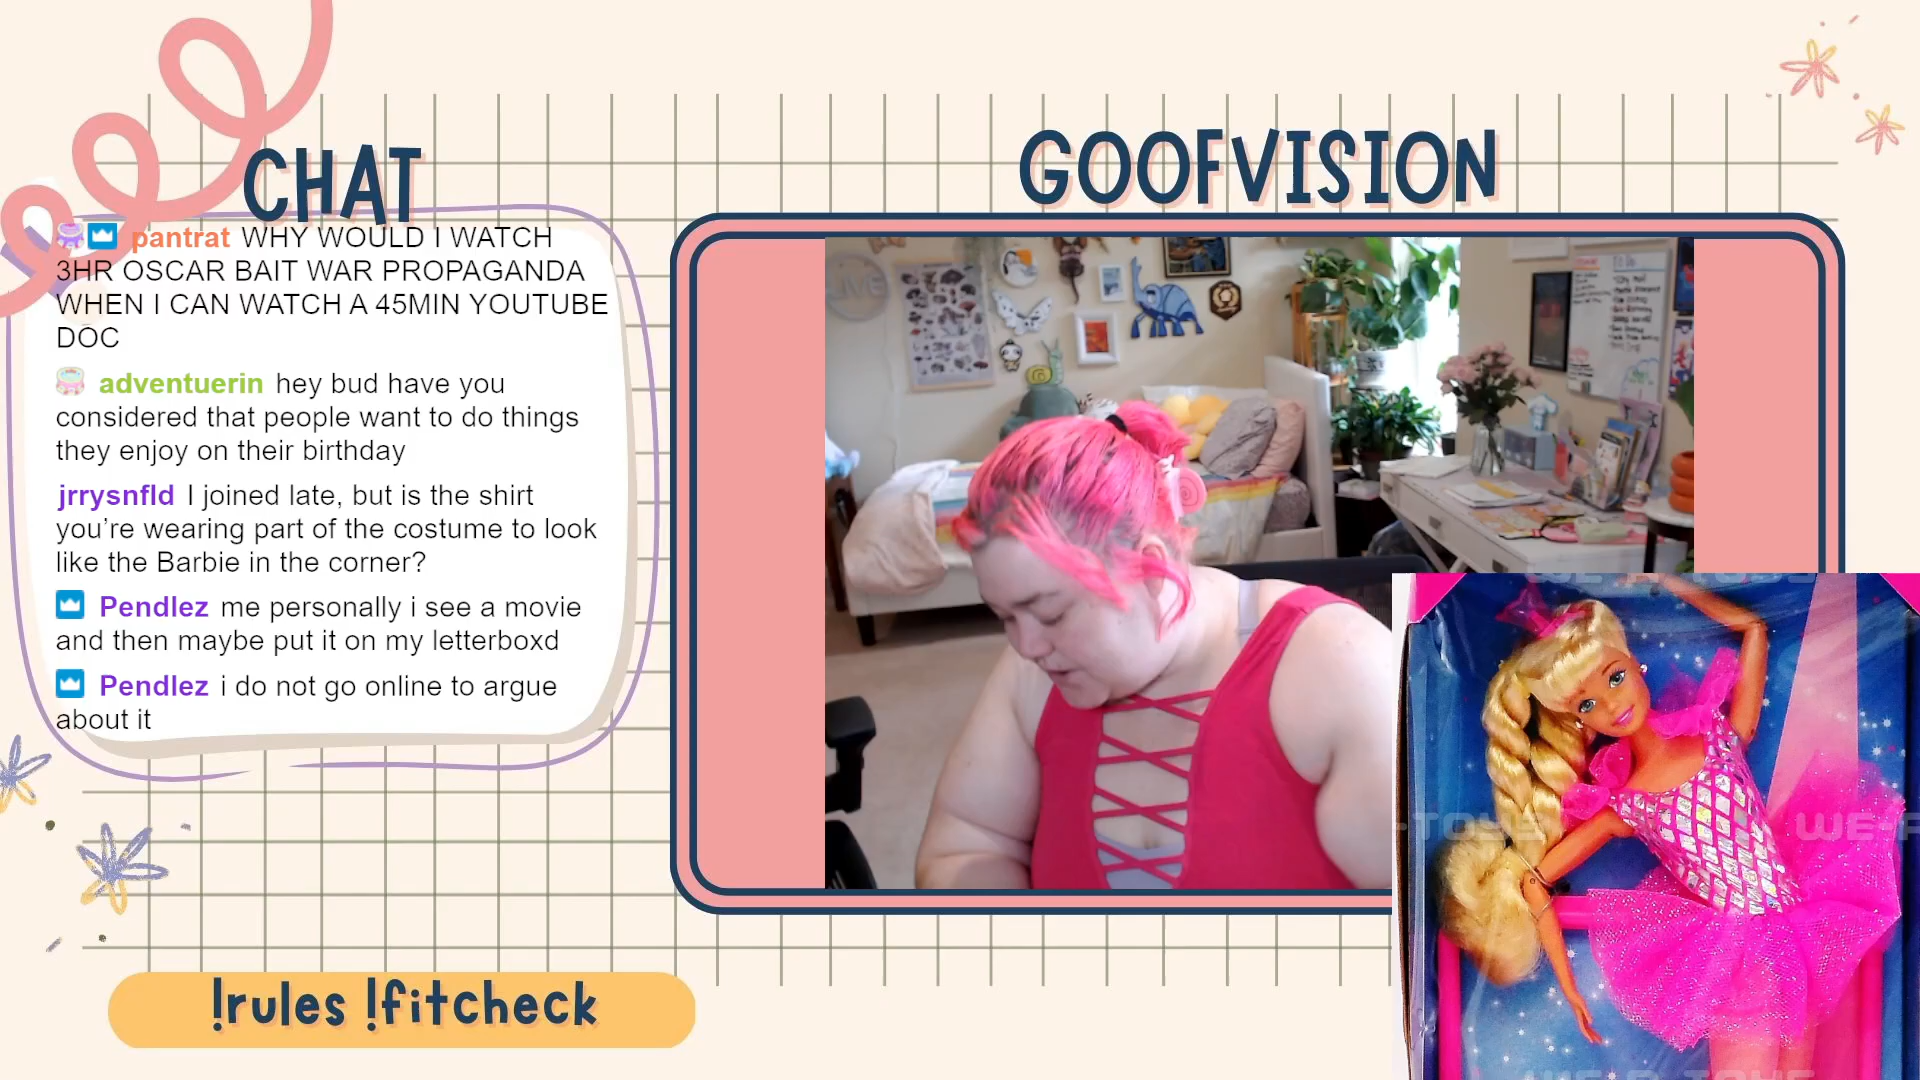 CHAT
GOOFVISION
pantrat WHY WOULD I WATCH
3HR OSCAR BAIT WAR PROPAGANDA
WHEN I CAN WATCH A 45MIN YOUTUBE
DOC
adventuerin hey bud have you
considered that people want to do things
they enjoy on their birthday
jrrysnfld I joined late, but is the shirt
you’re wearing part of the costume to look
like the Barbie in the corner?
Pendlez me personally i see a movie
and then maybe put it on my letterboxd
Pendlez i do not go online to argue
about it
!rules !fitcheck
LIVE